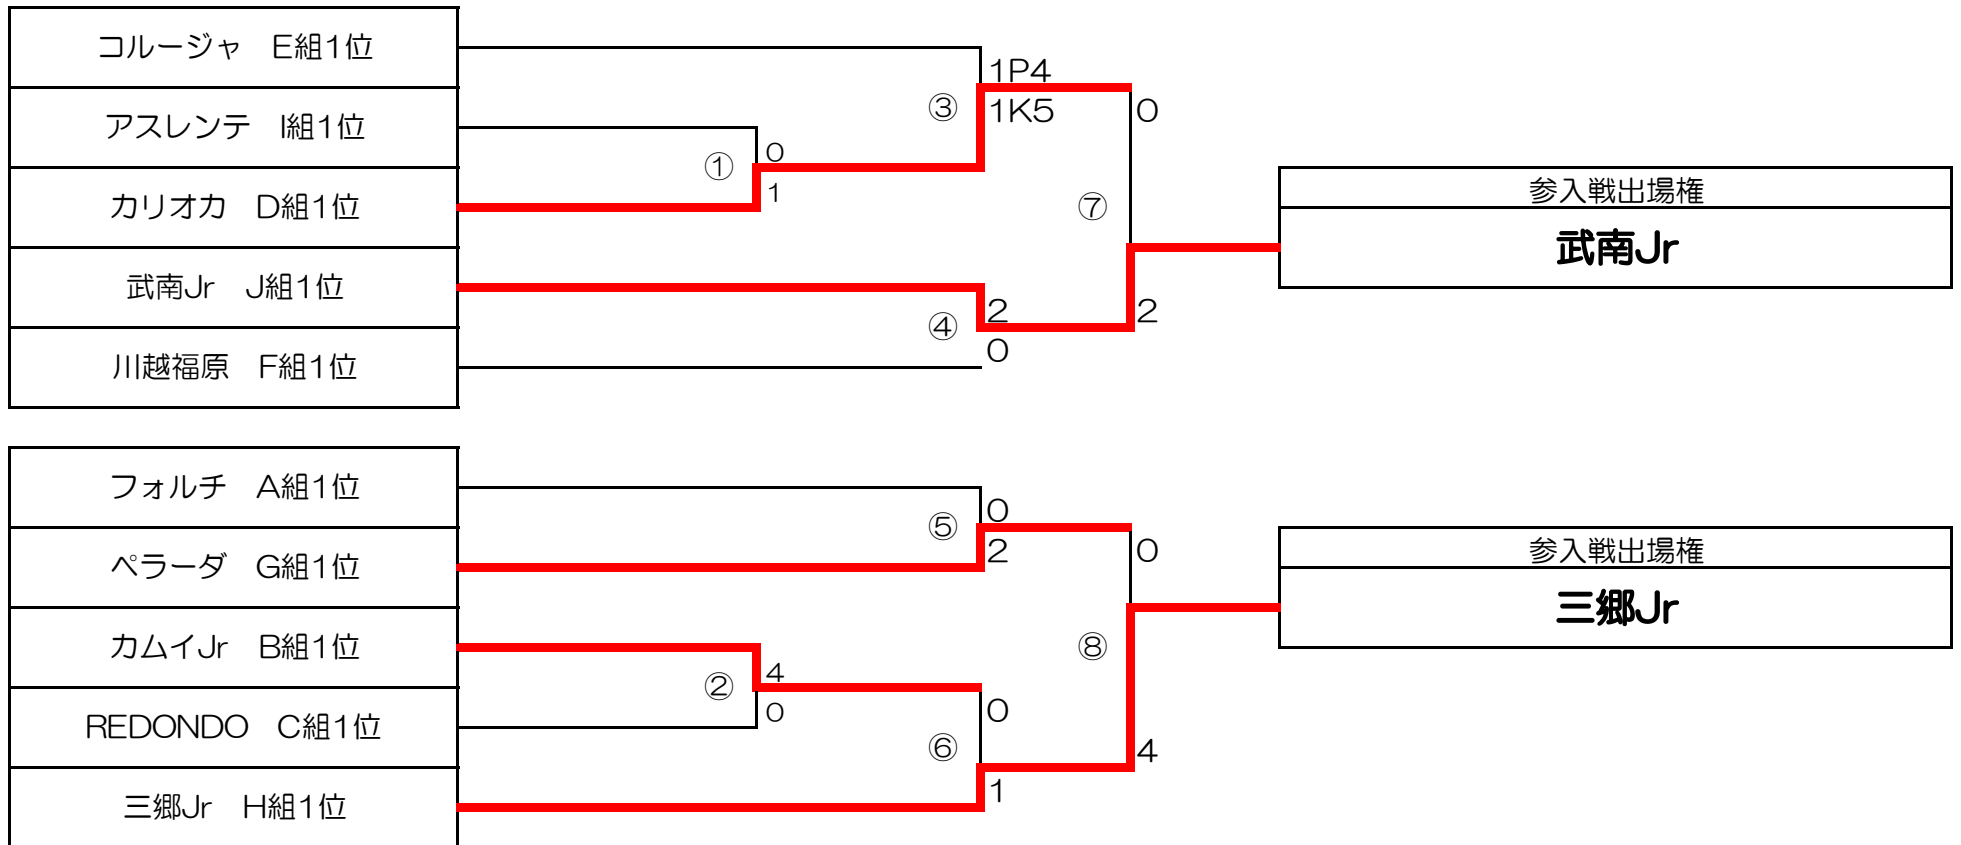 コルージャ　E組1位
1P4
③
1K5
0
アスレンテ　I組1位
①
0
1
参入戦出場権
カリオカ　D組1位
⑦
武南Jr
武南Jr　J組1位
2
2
④
0
川越福原　F組1位
フォルチ　A組1位
0
⑤
2
0
参入戦出場権
ペラーダ　G組1位
三郷Jr
カムイJr　B組1位
⑧
4
②
0
0
REDONDO　C組1位
⑥
4
1
三郷Jr　H組1位